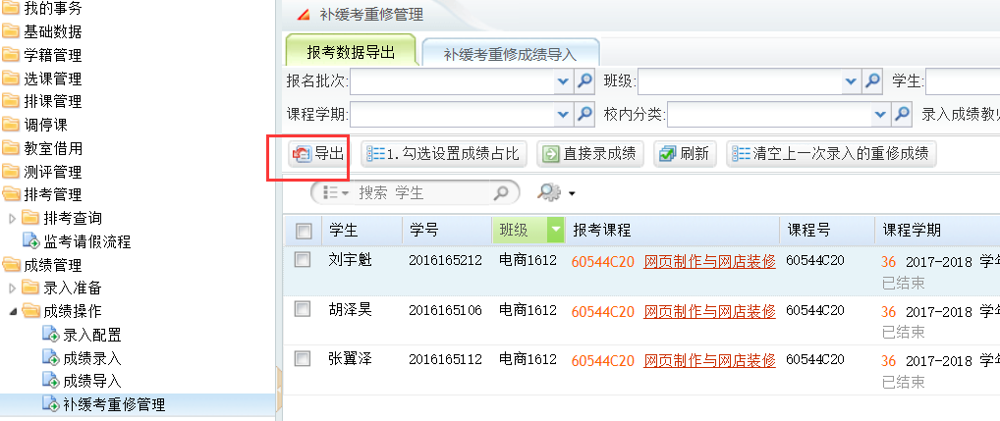 我的事务
基础数据
学籍管理
选课管理
排课管理
调停课
教室借用
测评管理
排考管理
排考查询
监考请假流程
成绩管理
录入准备
成绩操作
录入配置
成绩录入
成绩导入
补缓考重修管理
补缓考重修管理
报考数据导出 补缓考重修成绩导入
报名批次: 班级: 学生:
课程学期: 校内分类: 录入成绩教
导出 1.勾选设置成绩占比 直接录成绩 刷新 清空上一次录入的重修成绩
搜索 学生
学生 学号 班级 报考课程 课程号 课程学期
刘宇魁 2016165212 电商1612 60544C20 网页制作与网店装修 60544C20 36 2017-2018 学年
已结束
胡泽昊 2016165106 电商1612 60544C20 网页制作与网店装修 60544C20 36 2017-2018 学年
已结束
张翼泽 2016165112 电商1612 60544C20 网页制作与网店装修 60544C20 36 2017-2018 学年
已结束